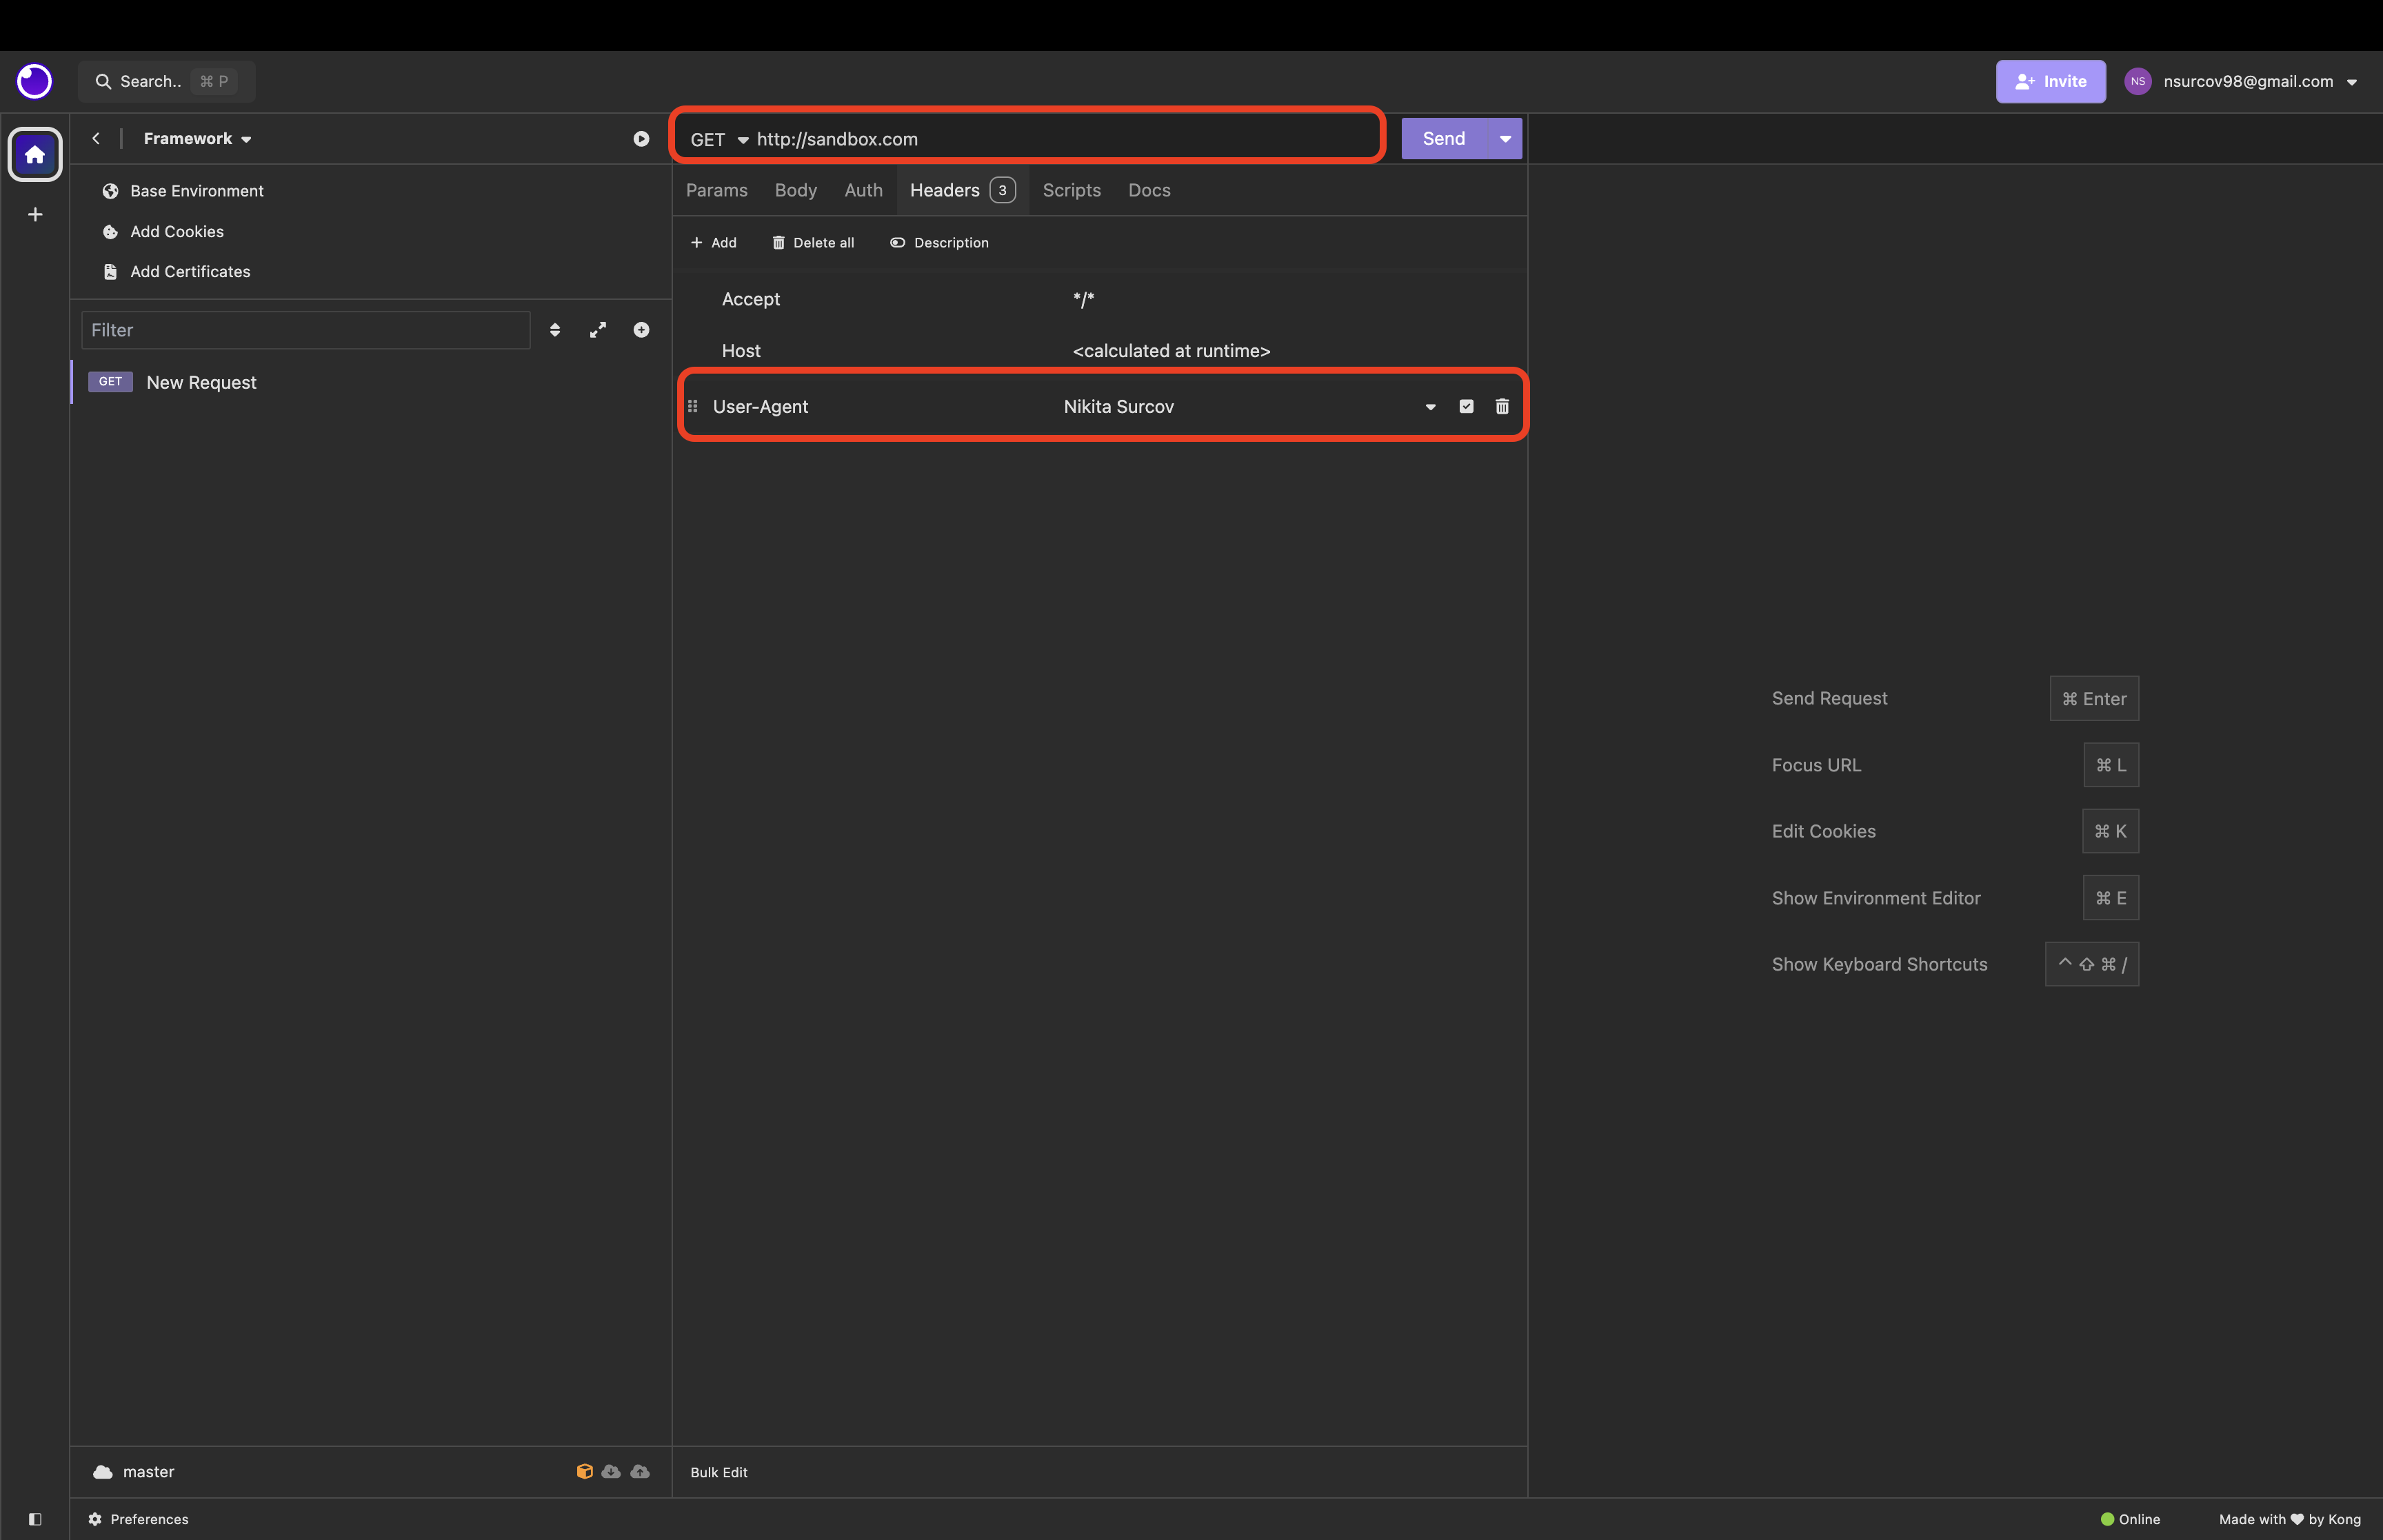 Search.. ⌘ P
Invite
NS
nsurcov98@gmail.com
Framework
GET http://sandbox.com
Send
Base Environment
Add Cookies
Add Certificates
Filter
GET New Request
Params Body Auth Headers 3 Scripts Docs
Add Delete all Description
Accept */*
Host <calculated at runtime>
User-Agent Nikita Surcov
Send Request ⌘ Enter
Focus URL ⌘ L
Edit Cookies ⌘ K
Show Environment Editor ⌘ E
Show Keyboard Shortcuts ^ ⇧ ⌘ /
master
Bulk Edit
Preferences
Online
Made with ♥ by Kong